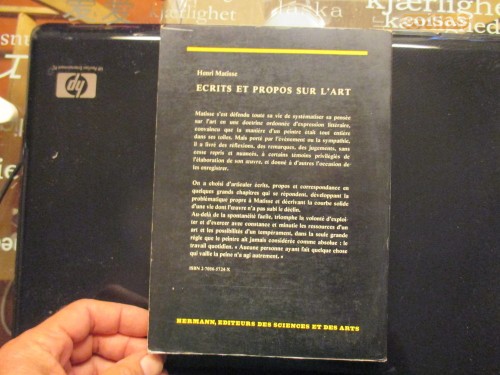 kjærlighet
kjærlighet
Henri Matisse
ECRITS ET PROPOS SUR L'ART
Matisse s'est défendu toute sa vie de systématiser sa pensée
sur l'art en une doctrine ordonnée d'expression littéraire,
convaincu que la manière d'un peintre était tout entière
dans ses toiles. Mais porté par l'événement ou la sympathie,
il a livré des réflexions, des remarques, des jugements, sans
cesse repris et nuancés, à certains témoins privilégiés de
l'élaboration de son œuvre, et donné à d'autres l'occasion de
les enregistrer.
On a choisi d'articuler écrits, propos et correspondance en
quelques grands chapitres qui se répondent, développant la
problématique propre à Matisse et décrivant la courbe solide
d'une vie dont l'œuvre n'a pas subi le déclin.
Au-delà de la spontanéité facile, triomphe la volonté d'exploi-
ter et d'exercer avec constance et minutie les ressources d'un
art et les possibilités d'un tempérament, dans la seule grande
règle que le peintre ait jamais considérée comme absolue : le
travail quotidien. « Aucune personne ayant fait quelque chose
qui vaille la peine n'a agi autrement. »
ISBN 2-7056-5724-X
HERMANN, EDITEURS DES SCIENCES ET DES ARTS
hp